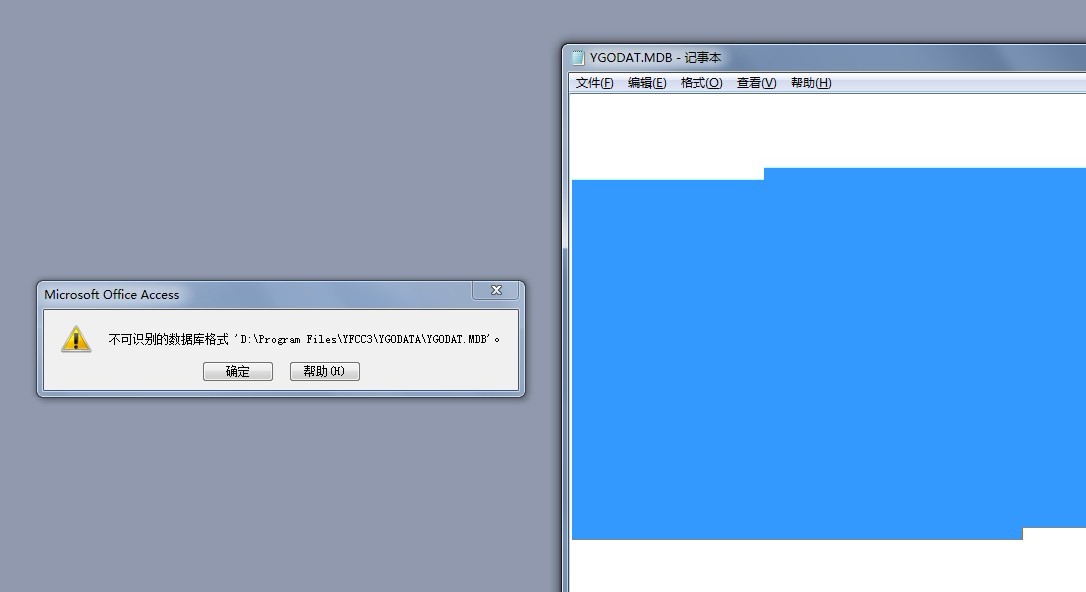 YGODAT.MDB - 记事本
文件(F) 编辑(E) 格式(O) 查看(V) 帮助(H)
Microsoft Office Access
不可识别的数据库格式 'D:\Program Files\YFCC3\YGODATA\YGODAT.MDB'。
确定 帮助(H)